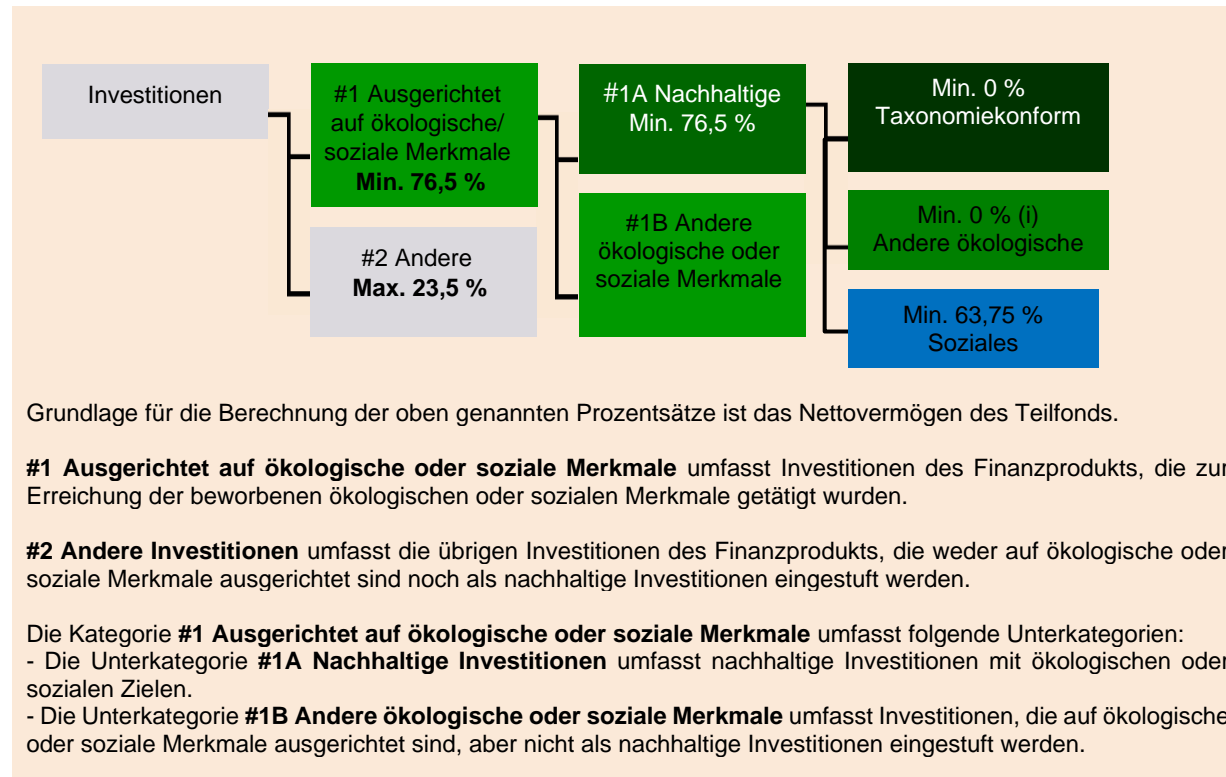 Investitionen
#1 Ausgerichtet
auf ökologische/
soziale Merkmale
Min. 76,5 %
#2 Andere
Max. 23,5 %
#1A Nachhaltige
Min. 76,5 %
#1B Andere
ökologische oder
soziale Merkmale
Min. 0 %
Taxonomiekonform
Min. 0 % (i)
Andere ökologische
Min. 63,75 %
Soziales
Grundlage für die Berechnung der oben genannten Prozentsätze ist das Nettovermögen des Teilfonds.
#1 Ausgerichtet auf ökologische oder soziale Merkmale umfasst Investitionen des Finanzprodukts, die zur
Erreichung der beworbenen ökologischen oder sozialen Merkmale getätigt wurden.
#2 Andere Investitionen umfasst die übrigen Investitionen des Finanzprodukts, die weder auf ökologische oder
soziale Merkmale ausgerichtet sind noch als nachhaltige Investitionen eingestuft werden.
Die Kategorie #1 Ausgerichtet auf ökologische oder soziale Merkmale umfasst folgende Unterkategorien:
- Die Unterkategorie #1A Nachhaltige Investitionen umfasst nachhaltige Investitionen mit ökologischen oder
sozialen Zielen.
- Die Unterkategorie #1B Andere ökologische oder soziale Merkmale umfasst Investitionen, die auf ökologische
oder soziale Merkmale ausgerichtet sind, aber nicht als nachhaltige Investitionen eingestuft werden.